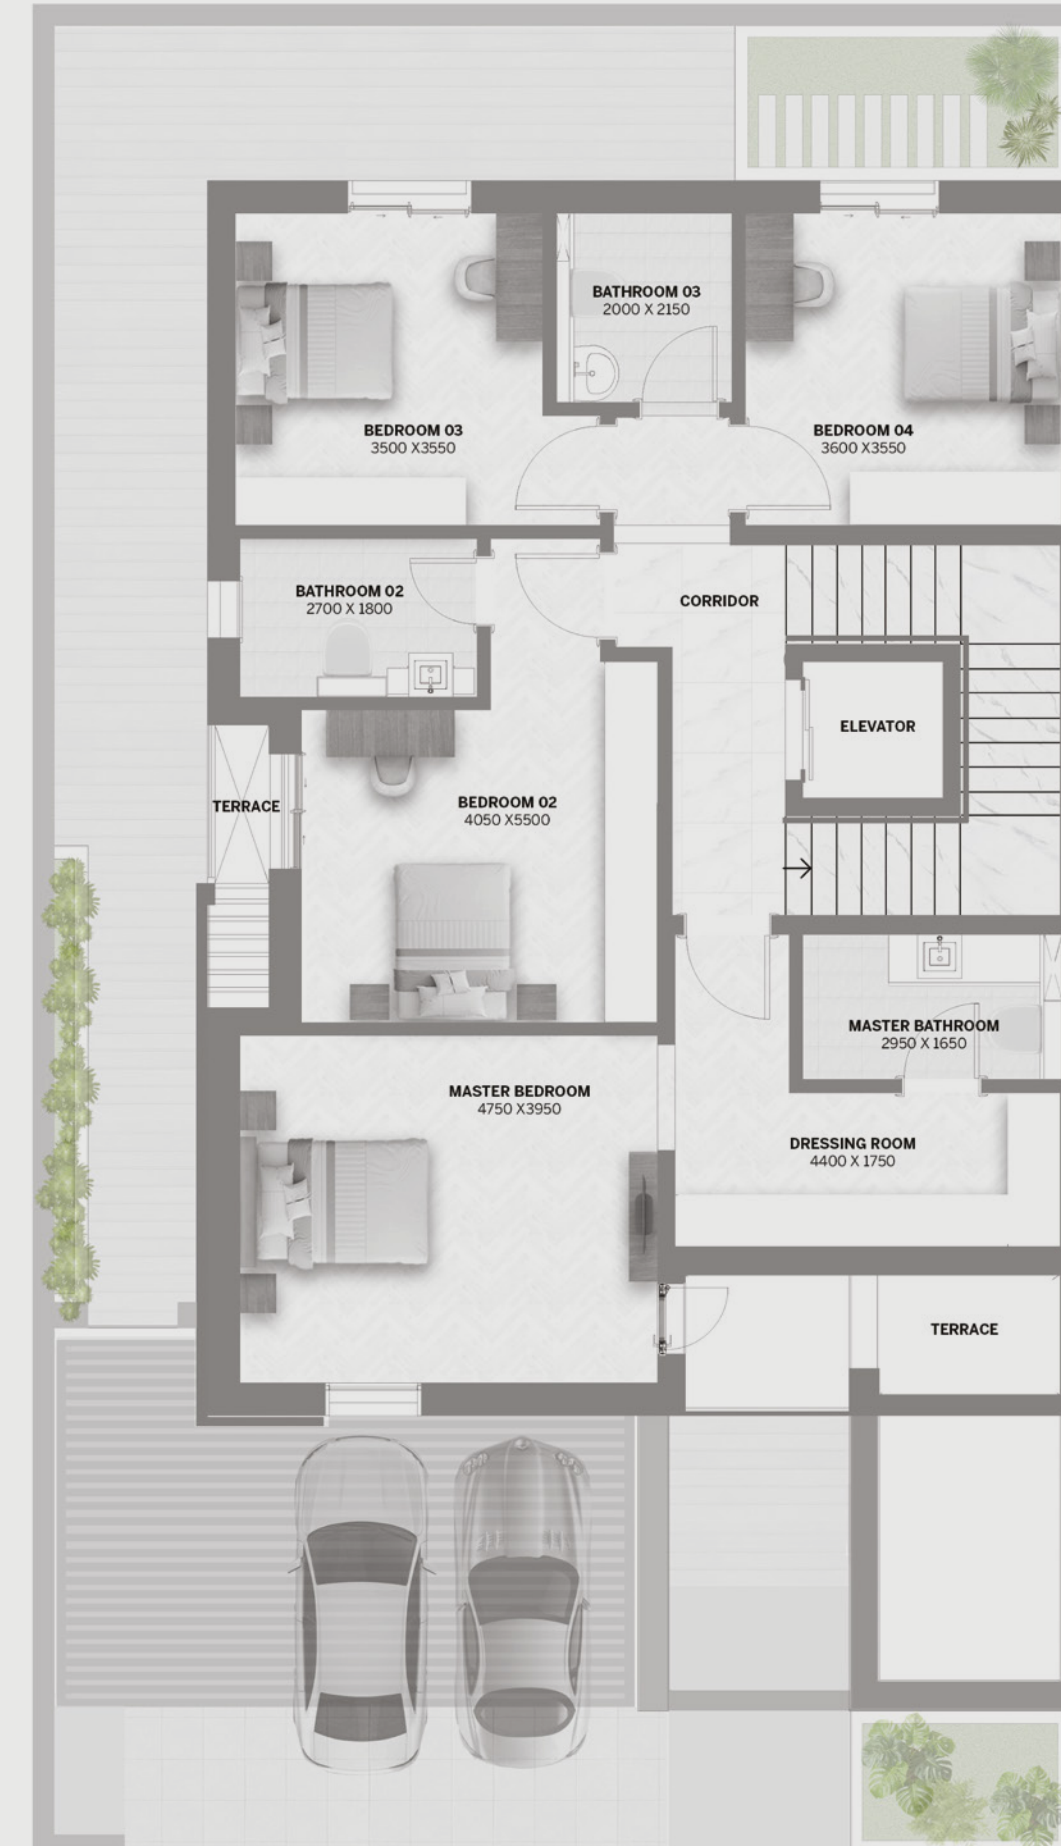 BATHROOM 03
2000 X 2150
BEDROOM 03
3500 X3550
BEDROOM 04
3600 X3550
BATHROOM 02
2700 X 1800
CORRIDOR
ELEVATOR
TERRACE
BEDROOM 02
4050 X5500
MASTER BATHROOM
2950 X 1650
MASTER BEDROOM
4750 X3950
DRESSING ROOM
4400 X 1750
TERRACE